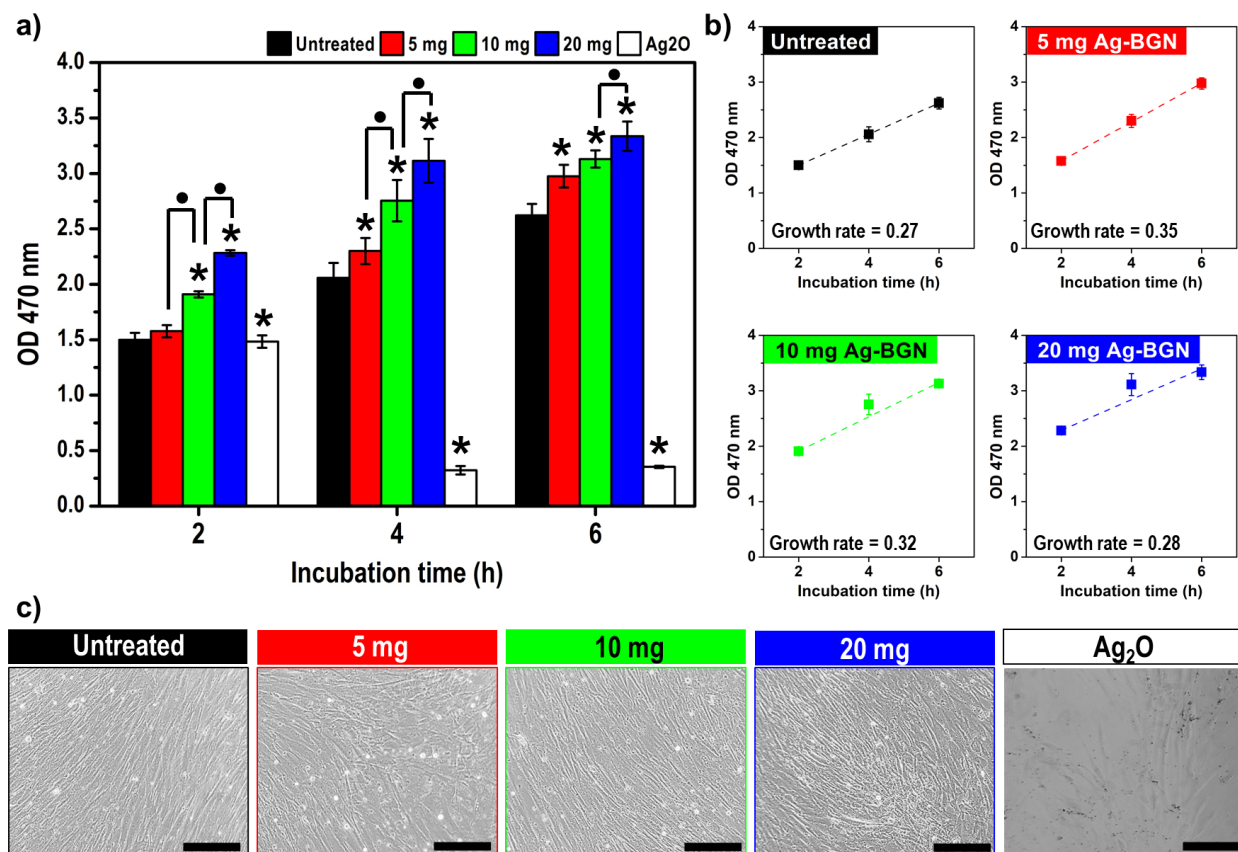 a)
Untreated 5 mg 10 mg 20 mg Ag2O
4.0
3.5
3.0
2.5
2.0
1.5
1.0
0.5
0.0
OD 470 nm
* * * * * * * * * * *
2 4 6
Incubation time (h)
b)
Untreated
4
3
2
1
OD 470 nm
Growth rate = 0.27
2 4 6
Incubation time (h)
5 mg Ag-BGN
4
3
2
1
OD 470 nm
Growth rate = 0.35
2 4 6
Incubation time (h)
10 mg Ag-BGN
4
3
2
1
0
OD 470 nm
Growth rate = 0.32
2 4 6
Incubation time (h)
20 mg Ag-BGN
4
3
2
1
0
OD 470 nm
Growth rate = 0.28
2 4 6
Incubation time (h)
c)
Untreated
5 mg
10 mg
20 mg
Ag₂O